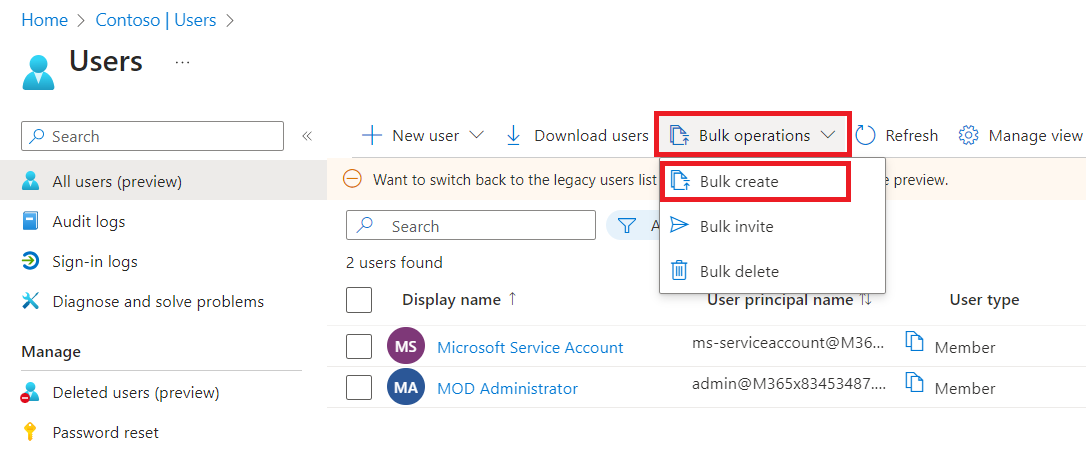 Home > Contoso | Users >
Users ...
Search «
New user Download users Bulk operations Refresh Manage view
All users (preview)
Want to switch back to the legacy users list
e preview.
Bulk create
Audit logs
Search
A
Bulk invite
Sign-in logs
2 users found
Bulk delete
Diagnose and solve problems
Display name ↑ User principal name ↑↓ User type
Manage
MS Microsoft Service Account ms-serviceaccount@M36... Member
Deleted users (preview)
MA MOD Administrator admin@M365x83453487.... Member
Password reset